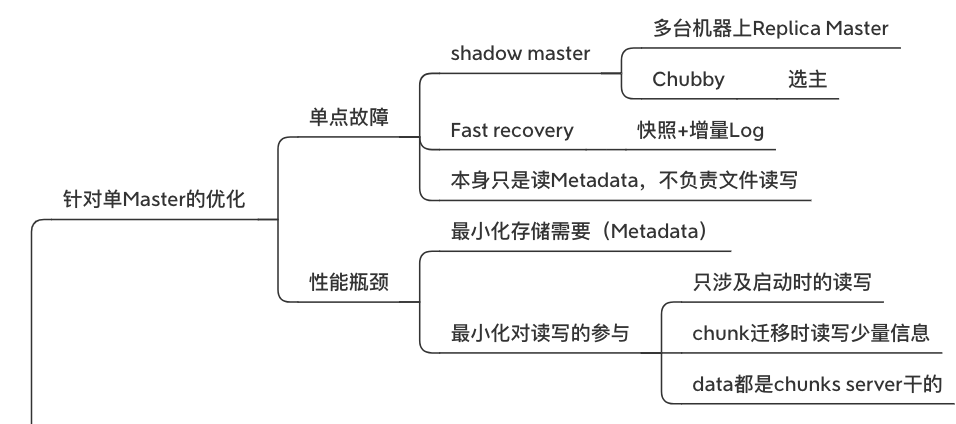 针对单Master的优化
单点故障
shadow master
多台机器上Replica Master
Chubby 选主
Fast recovery 快照+增量Log
本身只是读Metadata，不负责文件读写
性能瓶颈
最小化存储需要（Metadata）
最小化对读写的参与
只涉及启动时的读写
chunk迁移时读写少量信息
data都是chunks server干的